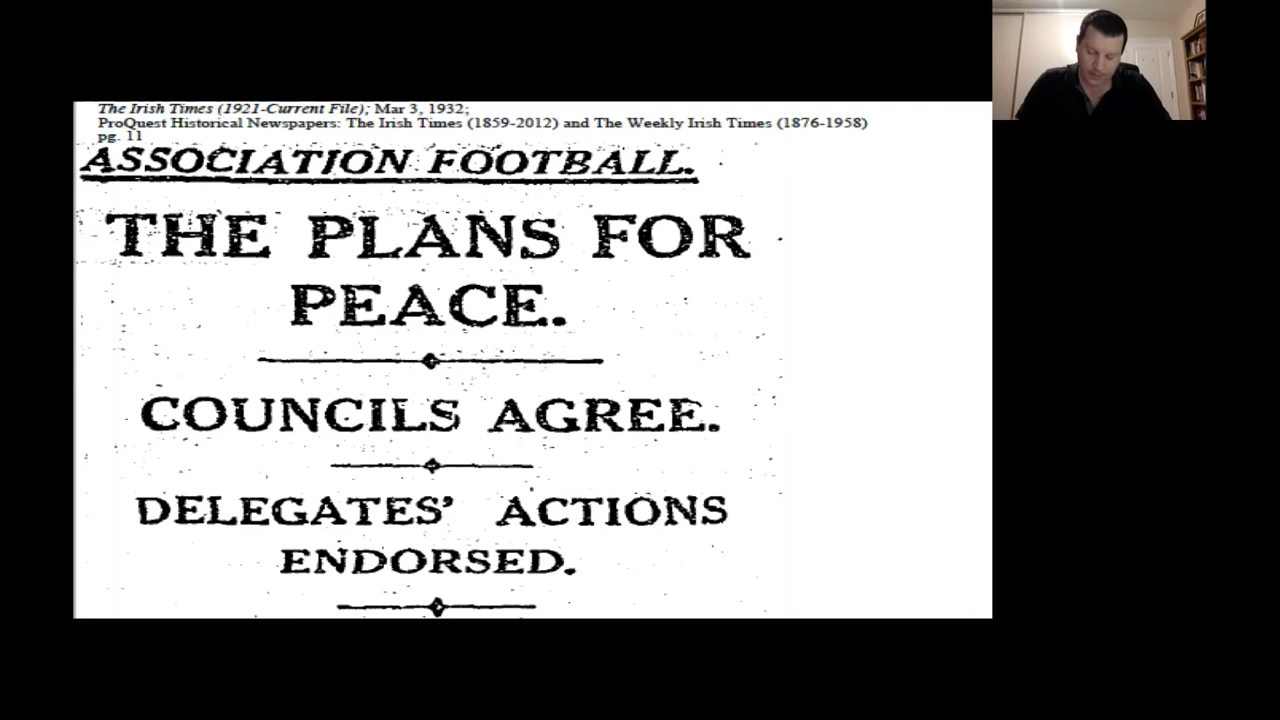 The Irish Times (1921-Current File); Mar 3, 1932;
ProQuest Historical Newspapers: The Irish Times (1859-2012) and The Weekly Irish Times (1876-1958)
pg. 11
ASSOCIATION FOOTBALL.
THE PLANS FOR
PEACE.
COUNCILS AGREE.
DELEGATES' ACTIONS
ENDORSED.